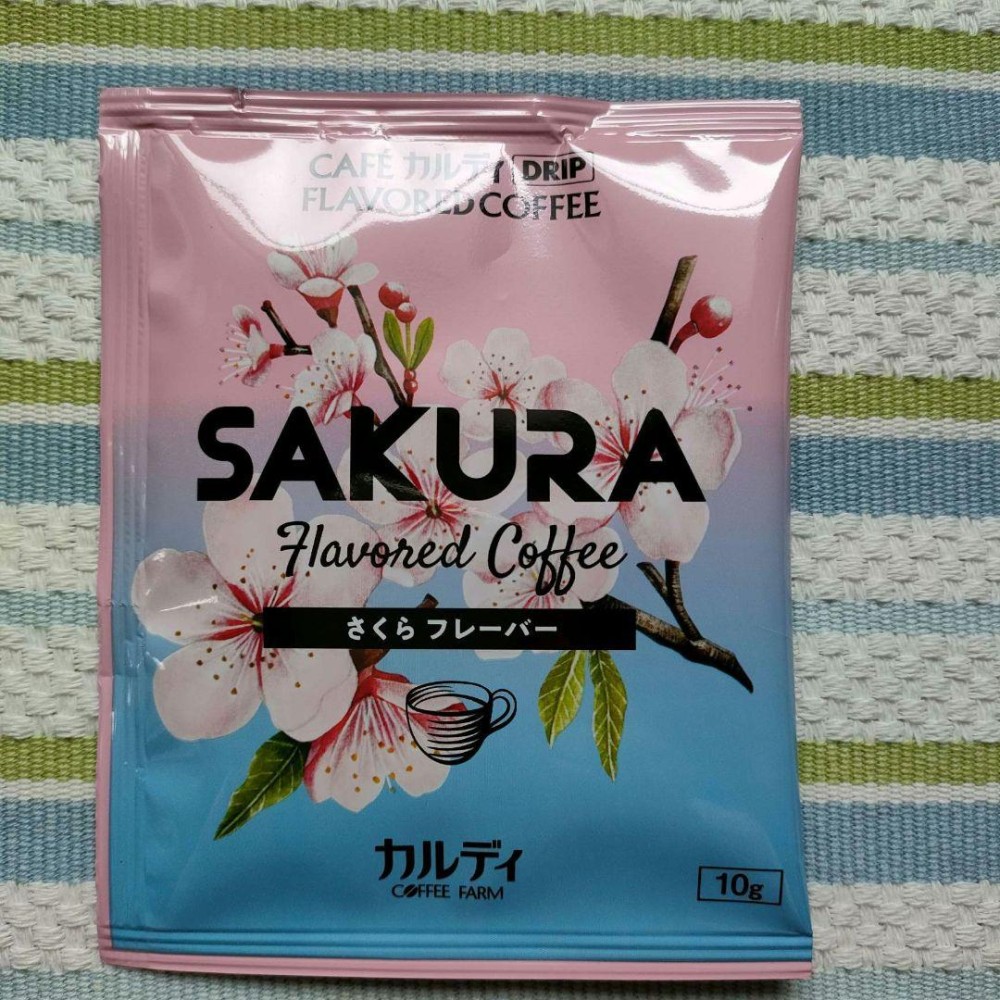 CAFÉ カルディ DRIP
FLAVORED COFFEE
SAKURA
Flavored Coffee
さくら フレーバー
カルディ
COFFEE FARM
10g